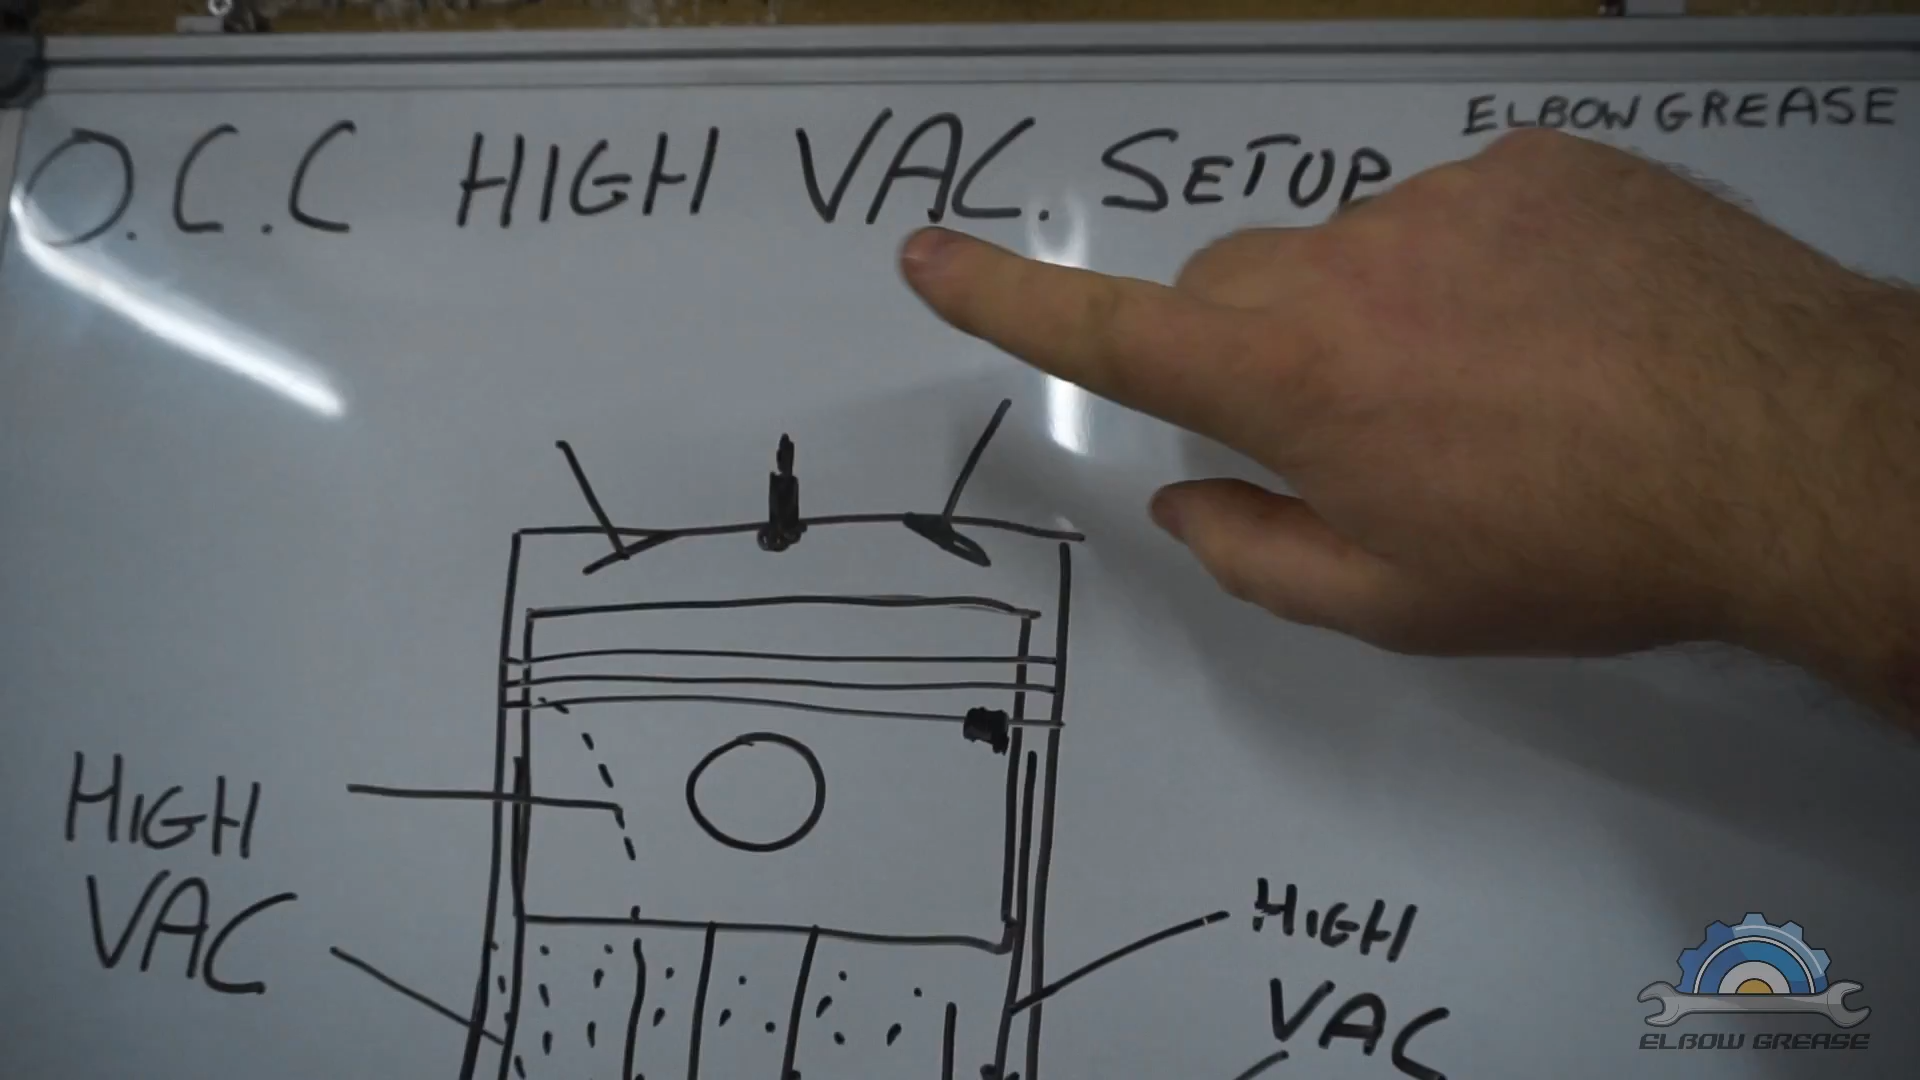 ELBOW GREASE
O.C.C HIGH VAC. SETUP
HIGH
VAC
HIGH
VAC
ELBOW GREASE